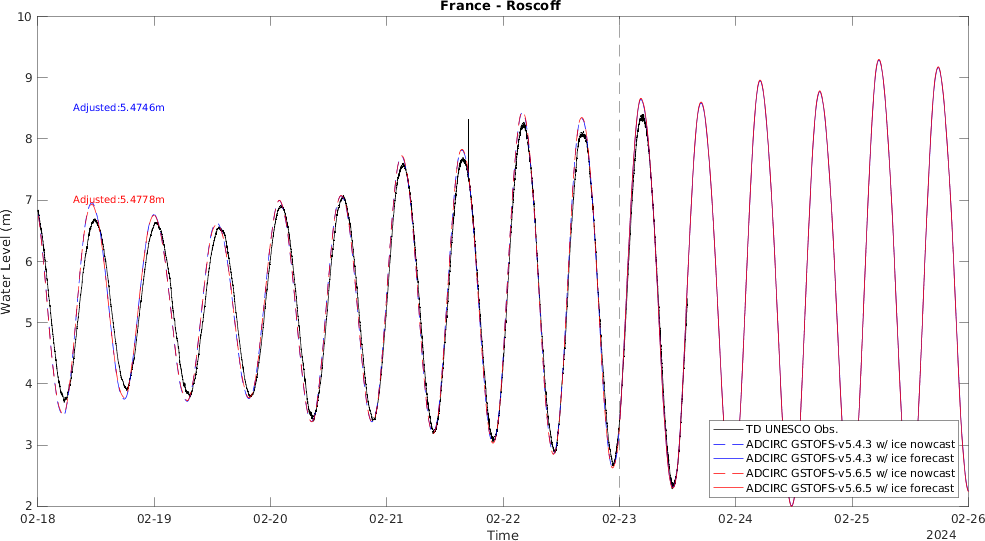 France - Roscoff
10
9
8
7
6
5
4
3
2
Water Level (m)
Adjusted:5.4746m
Adjusted:5.4778m
TD UNESCO Obs.
ADCIRC GSTOFS-v5.4.3 w/ ice nowcast
ADCIRC GSTOFS-v5.4.3 w/ ice forecast
ADCIRC GSTOFS-v5.6.5 w/ ice nowcast
ADCIRC GSTOFS-v5.6.5 w/ ice forecast
02-18 02-19 02-20 02-21 02-22 02-23 02-24 02-25 02-26
Time
2024